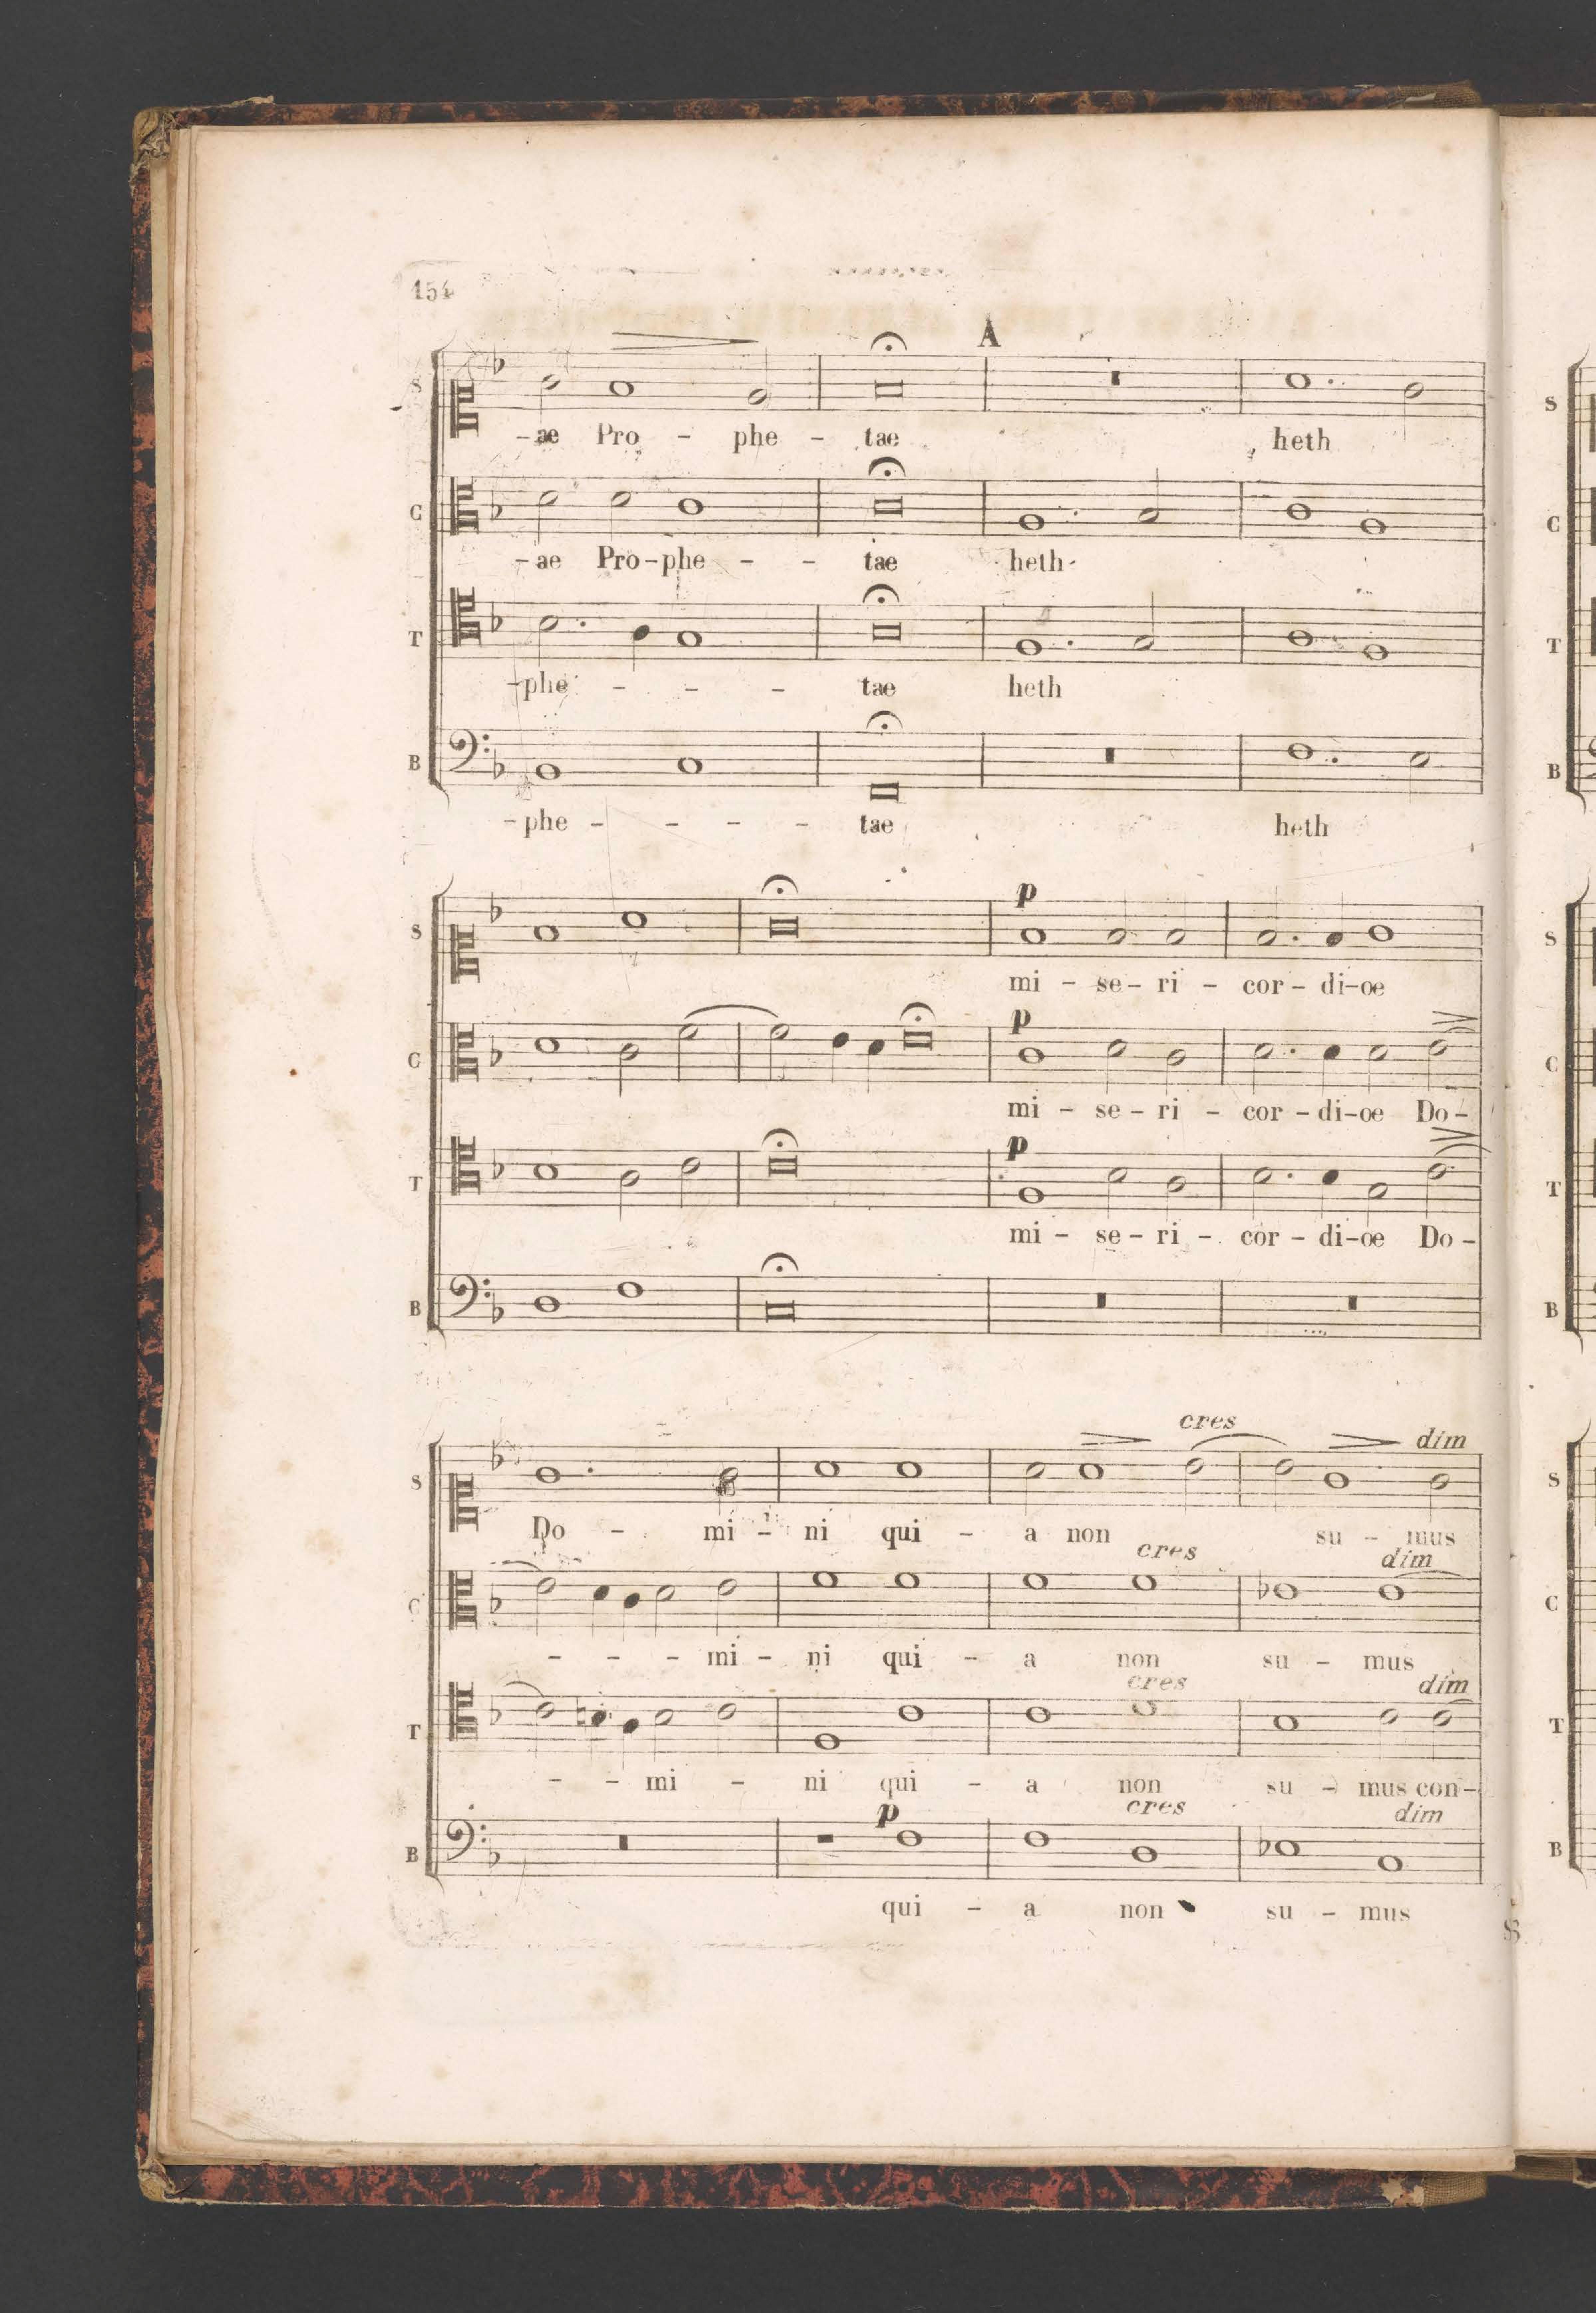 154
A
S
-ae Pro - phe - tae heth
C
-ae Pro-phe - - tae heth
T
-phe - - - tae heth
B
-phe - - - - tae heth
S
p
mi - se - ri - cor - di-oe
C
p
mi - se - ri - cor - di-oe Do-
T
p
mi - se - ri - cor - di-oe Do-
B
cres
dim
S
Do - mi - ni qui - a non su - mus
cres
dim
C
- - - mi - ni qui - a non su - mus
cres
dim
T
- - mi - ni qui - a non su - mus con-
p
cres
dim
B
qui - a non su - mus
S
C
T
B
S
C
T
B
S
C
T
B